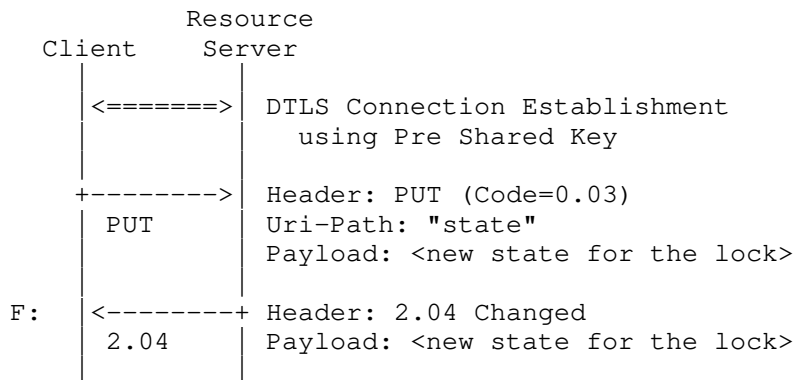 Resource
Client Server
<=======> DTLS Connection Establishment
using Pre Shared Key
+--------> Header: PUT (Code=0.03)
PUT Uri-Path: "state"
Payload: <new state for the lock>
F: <--------+ Header: 2.04 Changed
2.04 Payload: <new state for the lock>